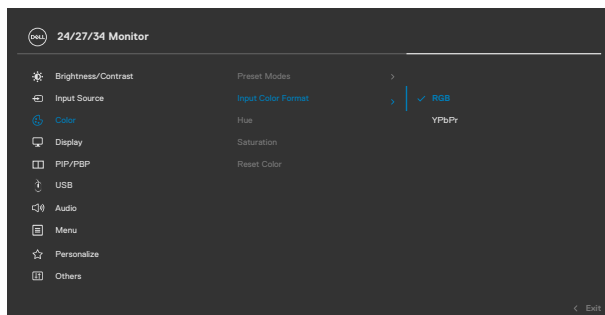 DELL 24/27/34 Monitor
Brightness/Contrast Preset Modes >
Input Source Input Color Format > ✓ RGB
Color Hue YPbPr
Display Saturation
PIP/PBP Reset Color
USB
Audio
Menu
Personalize
Others
< Exit